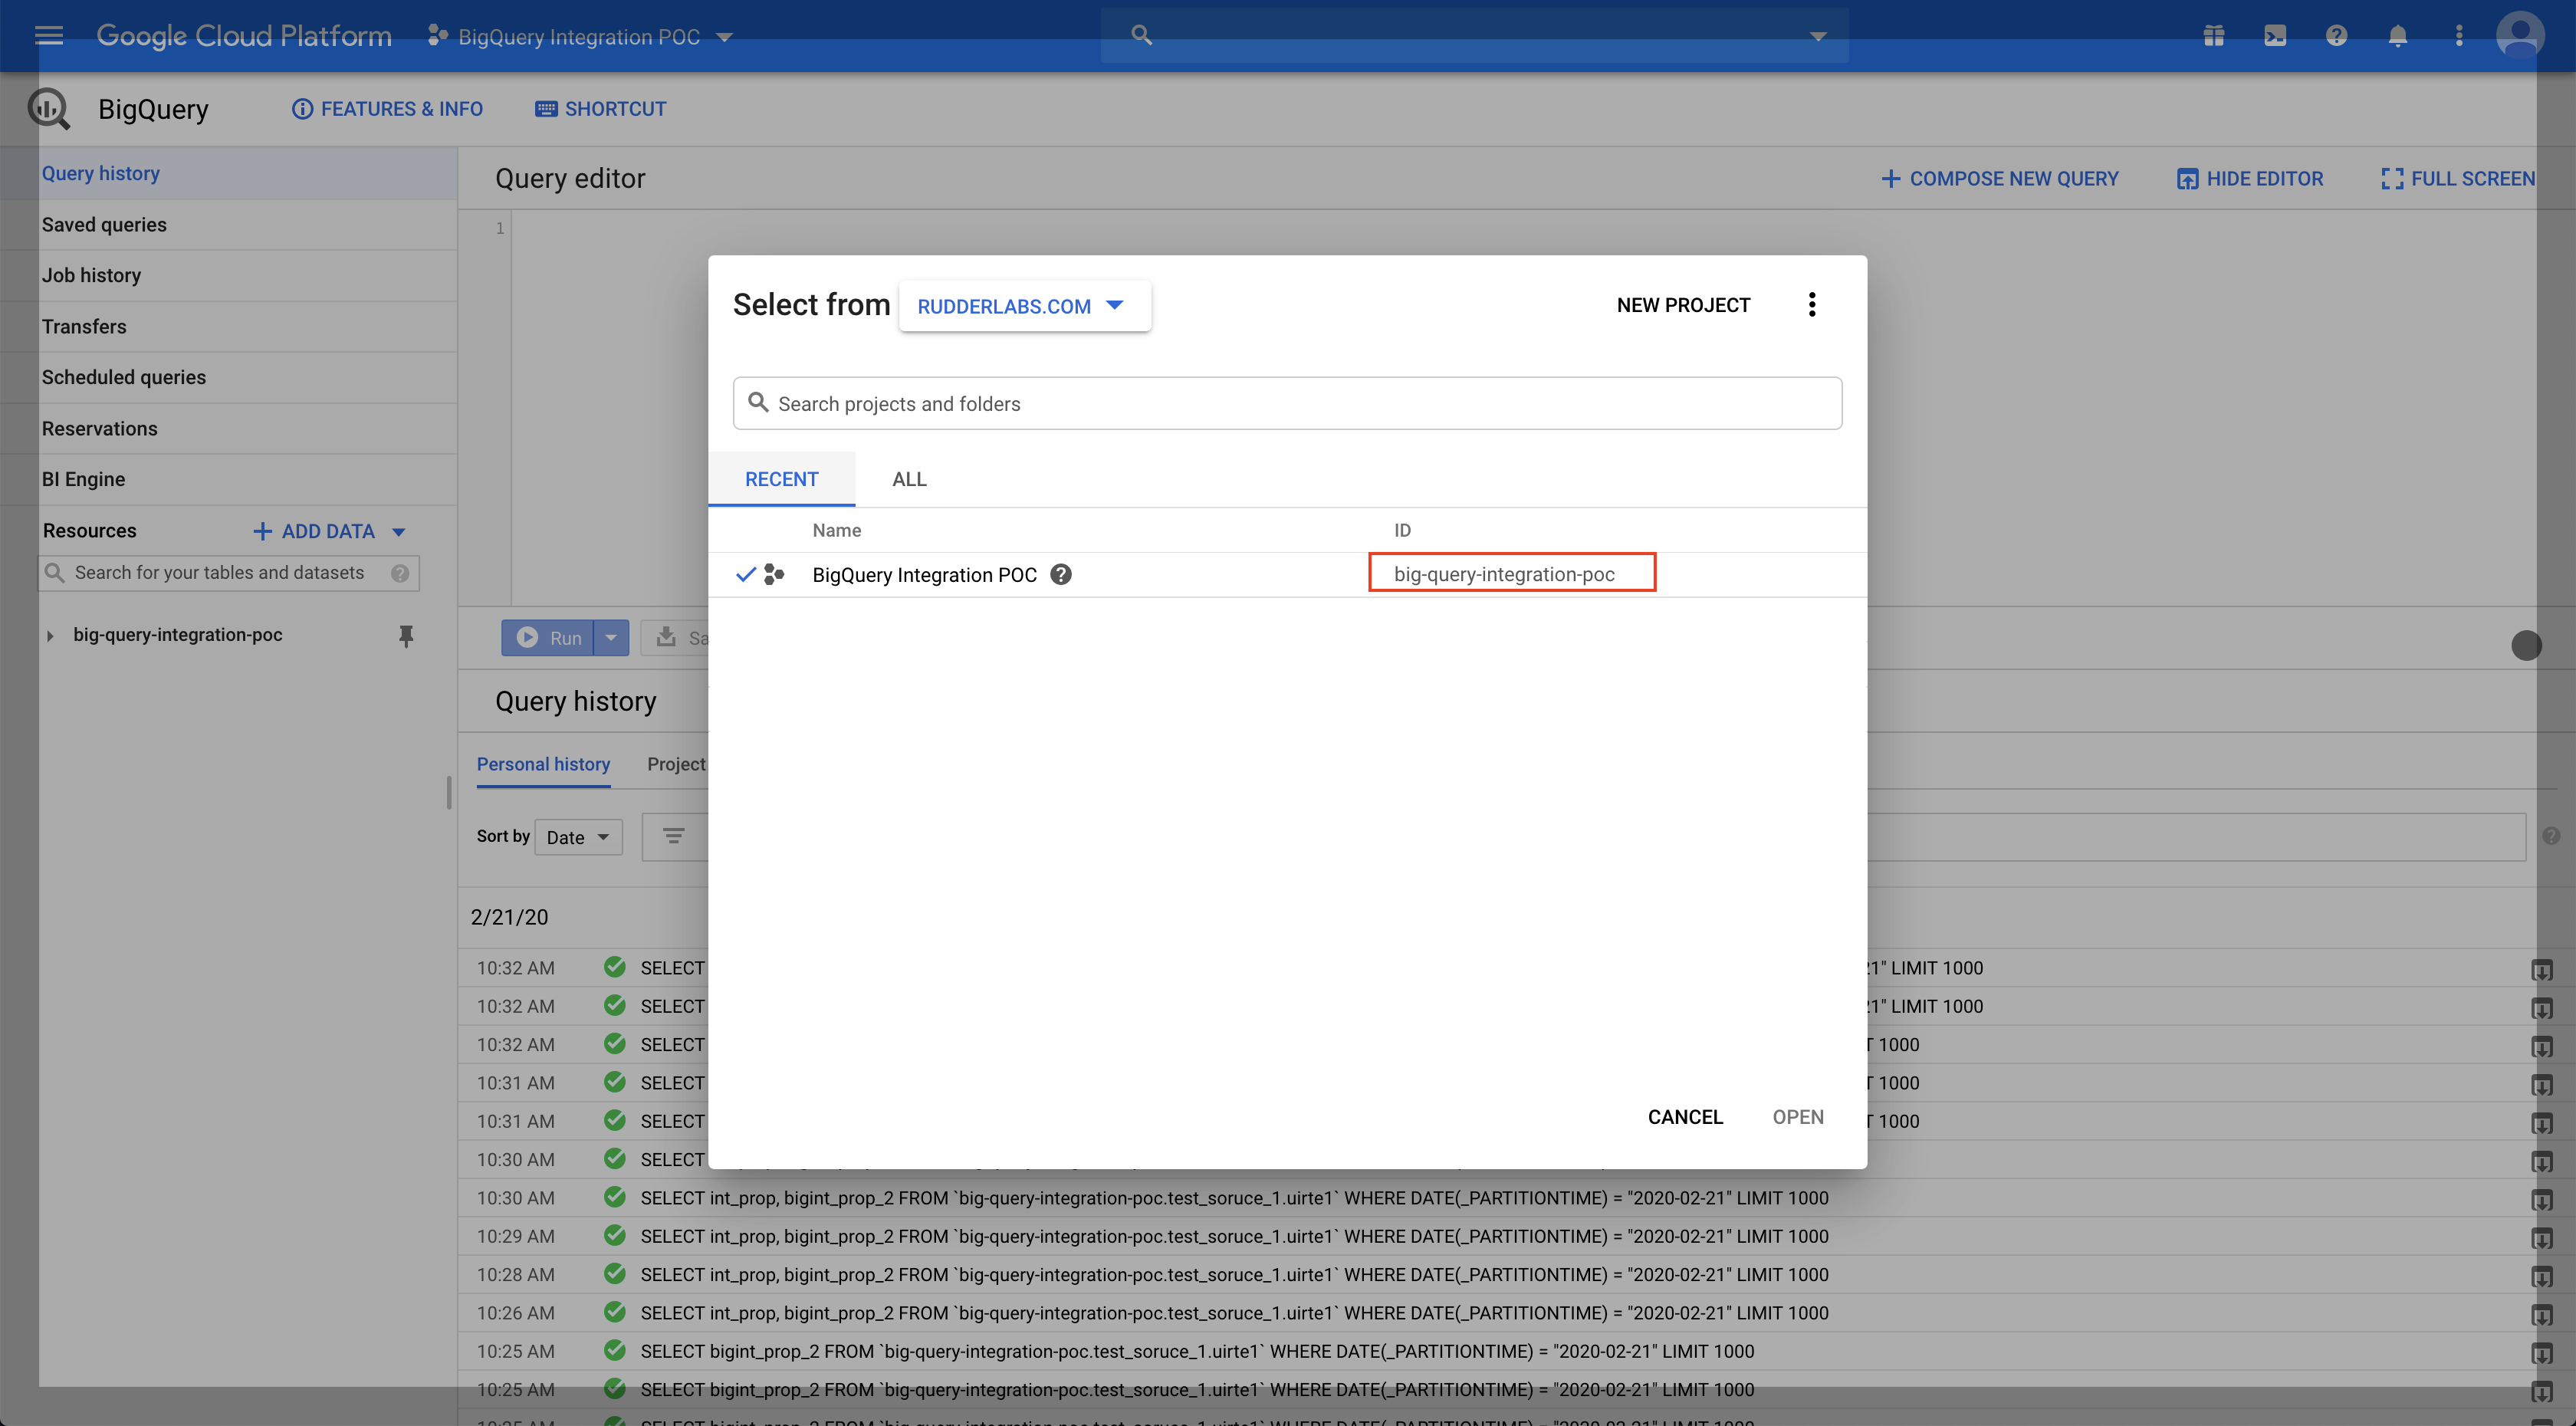 Google Cloud Platform
BigQuery Integration POC
BigQuery
FEATURES & INFO
SHORTCUT
Query history
Saved queries
Job history
Transfers
Scheduled queries
Reservations
BI Engine
Resources
ADD DATA
Search for your tables and datasets
big-query-integration-poc
Query editor
COMPOSE NEW QUERY
HIDE EDITOR
FULL SCREEN
1
Select from RUDDERLABS.COM
NEW PROJECT
Search projects and folders
RECENT
ALL
Name
ID
BigQuery Integration POC
big-query-integration-poc
CANCEL
OPEN
Run
Sa
Query history
Personal history
Project
Sort by Date
2/21/20
10:32 AM SELECT 21" LIMIT 1000
10:32 AM SELECT 21" LIMIT 1000
10:32 AM SELECT T 1000
10:31 AM SELECT T 1000
10:31 AM SELECT T 1000
10:30 AM SELECT
10:30 AM SELECT int_prop, bigint_prop_2 FROM `big-query-integration-poc.test_soruce_1.uirte1` WHERE DATE(_PARTITIONTIME) = "2020-02-21" LIMIT 1000
10:29 AM SELECT int_prop, bigint_prop_2 FROM `big-query-integration-poc.test_soruce_1.uirte1` WHERE DATE(_PARTITIONTIME) = "2020-02-21" LIMIT 1000
10:28 AM SELECT int_prop, bigint_prop_2 FROM `big-query-integration-poc.test_soruce_1.uirte1` WHERE DATE(_PARTITIONTIME) = "2020-02-21" LIMIT 1000
10:26 AM SELECT int_prop, bigint_prop_2 FROM `big-query-integration-poc.test_soruce_1.uirte1` WHERE DATE(_PARTITIONTIME) = "2020-02-21" LIMIT 1000
10:25 AM SELECT bigint_prop_2 FROM `big-query-integration-poc.test_soruce_1.uirte1` WHERE DATE(_PARTITIONTIME) = "2020-02-21" LIMIT 1000
10:25 AM SELECT bigint_prop_2 FROM `big-query-integration-poc.test_soruce_1.uirte1` WHERE DATE(_PARTITIONTIME) = "2020-02-21" LIMIT 1000